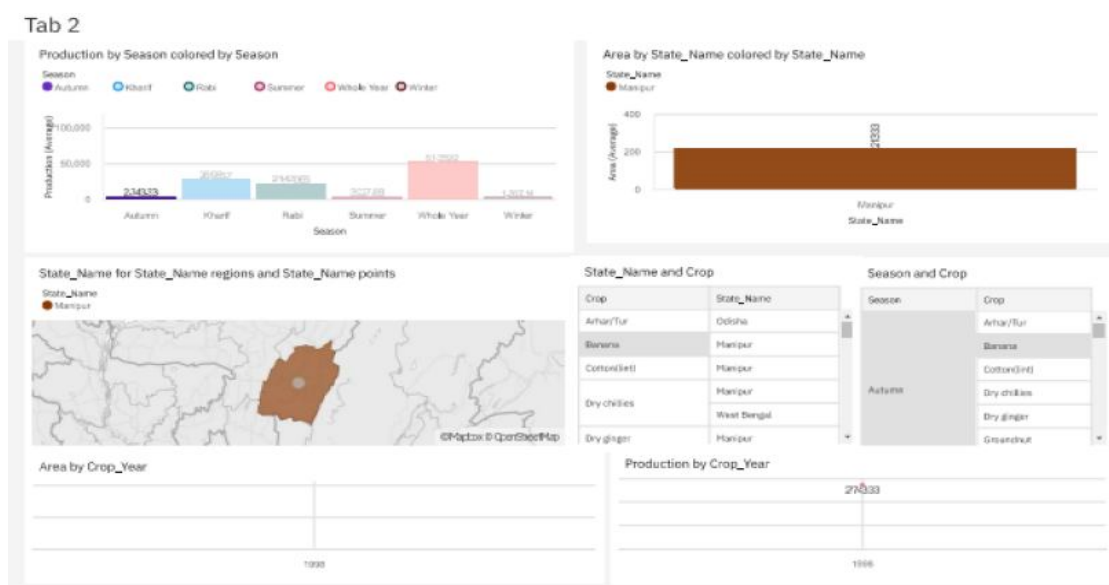 Tab 2
Production by Season colored by Season
Season
Autumn Kharif Rabi Summer Whole Year Winter
Production (Average)
100,000
50,000
0
Autumn Kharif Rabi Summer Whole Year Winter
Season
Area by State_Name colored by State_Name
State_Name
Manipur
Area (Average)
400
200
0
Manipur
State_Name
State_Name for State_Name regions and State_Name points
State_Name
Manipur
©Mapbox © OpenStreetMap
State_Name and Crop
Crop State_Name
Arhar/Tur Odisha
Banana Manipur
Cotton(lint) Manipur
Dry chillies Manipur
West Bengal
Dry ginger Manipur
Season and Crop
Season Crop
Autumn
Arhar/Tur
Banana
Cotton(lint)
Dry chillies
Dry ginger
Groundnut
Area by Crop_Year
1998
Production by Crop_Year
1998